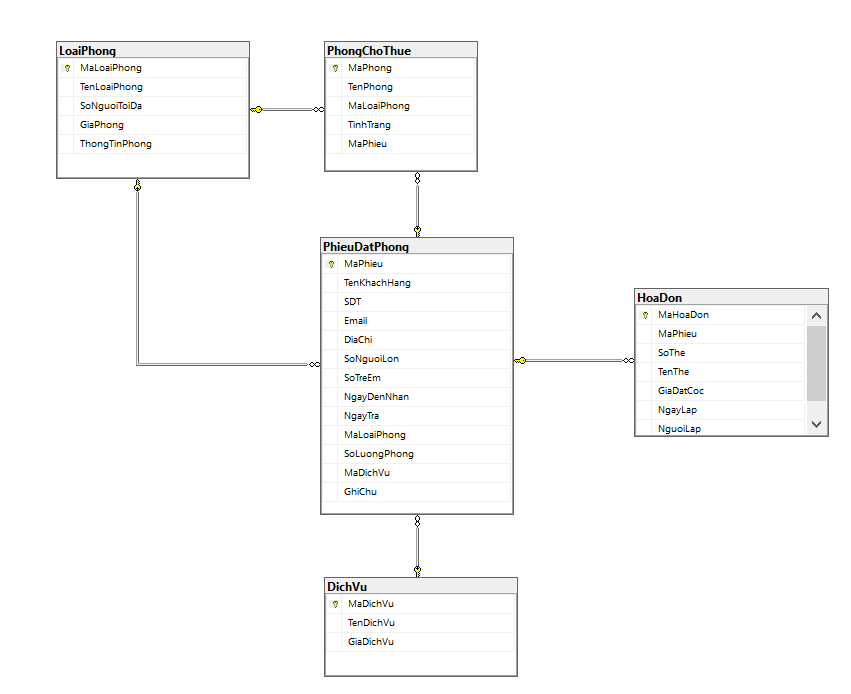 LoaiPhong
MaLoaiPhong
TenLoaiPhong
SoNguoiToiDa
GiaPhong
ThongTinPhong
PhongChoThue
MaPhong
TenPhong
MaLoaiPhong
TinhTrang
MaPhieu
PhieuDatPhong
MaPhieu
TenKhachHang
SDT
Email
DiaChi
SoNguoiLon
SoTreEm
NgayDenNhan
NgayTra
MaLoaiPhong
SoLuongPhong
MaDichVu
GhiChu
HoaDon
MaHoaDon
MaPhieu
SoThe
TenThe
GiaDatCoc
NgayLap
NguoiLap
DichVu
MaDichVu
TenDichVu
GiaDichVu